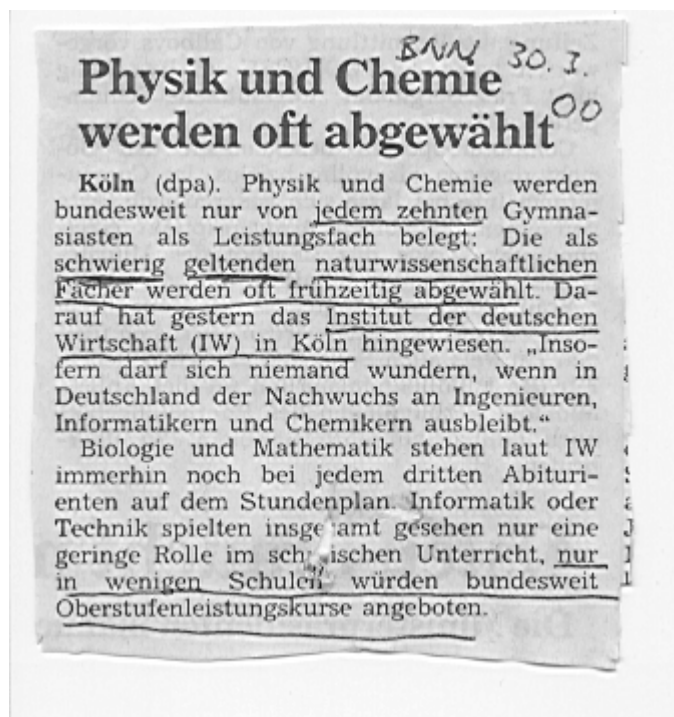 BNN 30.3.
00
Physik und Chemie
werden oft abgewählt
Köln (dpa). Physik und Chemie werden
bundesweit nur von jedem zehnten Gymna-
siasten als Leistungsfach belegt: Die als
schwierig geltenden naturwissenschaftlichen
Fächer werden oft frühzeitig abgewählt. Da-
rauf hat gestern das Institut der deutschen
Wirtschaft (IW) in Köln hingewiesen. „Inso-
fern darf sich niemand wundern, wenn in
Deutschland der Nachwuchs an Ingenieuren,
Informatikern und Chemikern ausbleibt.“
Biologie und Mathematik stehen laut IW
immerhin noch bei jedem dritten Abituri-
enten auf dem Stundenplan. Informatik oder
Technik spielten insgesamt gesehen nur eine
geringe Rolle im schulischen Unterricht, nur
in wenigen Schulen würden bundesweit
Oberstufenleistungskurse angeboten.